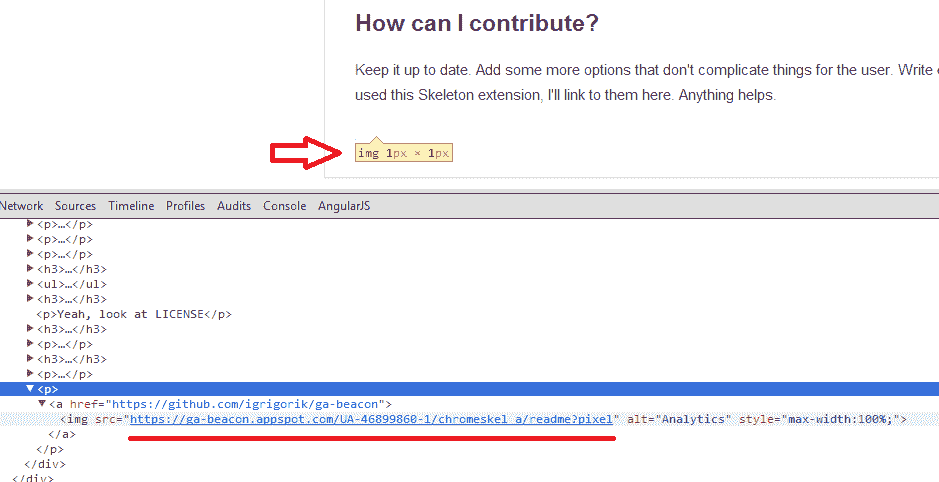 How can I contribute?
Keep it up to date. Add some more options that don't complicate things for the user. Write
used this Skeleton extension, I'll link to them here. Anything helps.
img 1px × 1px
Network Sources Timeline Profiles Audits Console AngularJS
<p>…</p>
<p>…</p>
<p>…</p>
<h3>…</h3>
<ul>…</ul>
<h3>…</h3>
<p>Yeah, look at LICENSE</p>
<h3>…</h3>
<p>…</p>
<h3>…</h3>
<p>…</p>
<p>
<a href="https://github.com/igrigorik/ga-beacon">
<img src="https://ga-beacon.appspot.com/UA-46899860-1/chromeskel_a/readme?pixel" alt="Analytics" style="max-width:100%;">
</a>
</p>
</div>
</div>